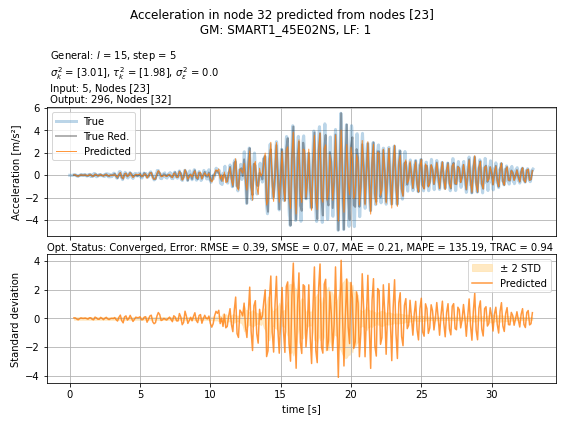 Acceleration in node 32 predicted from nodes [23]
GM: SMART1_45E02NS, LF: 1
General: l = 15, step = 5
σ²ₖ = [3.01], τ²ₖ = [1.98], σ²ₑ = 0.0
Input: 5, Nodes [23]
Output: 296, Nodes [32]
Acceleration [m/s²]
6
4
2
0
−2
−4
True
True Red.
Predicted
Opt. Status: Converged, Error: RMSE = 0.39, SMSE = 0.07, MAE = 0.21, MAPE = 135.19, TRAC = 0.94
Standard deviation
4
2
0
−2
−4
± 2 STD
Predicted
0 5 10 15 20 25 30
time [s]